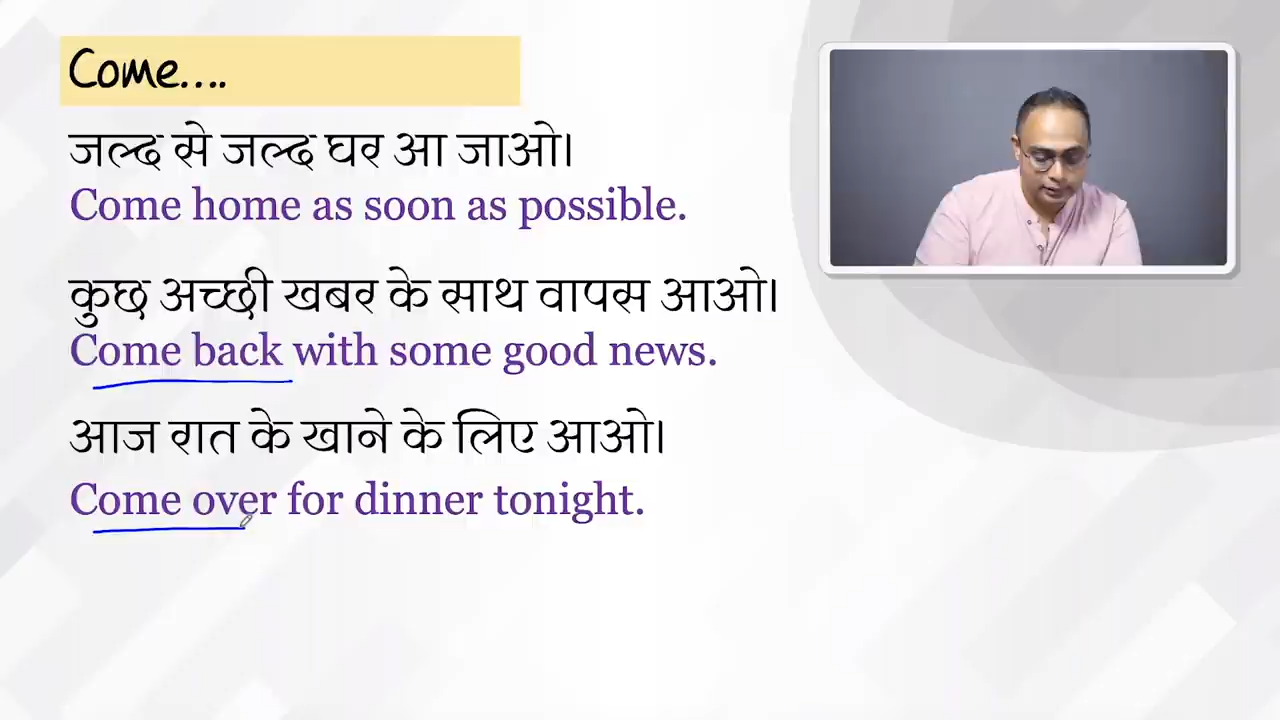 Come....
जल्द से जल्द घर आ जाओ।
Come home as soon as possible.
कुछ अच्छी खबर के साथ वापस आओ।
Come back with some good news.
आज रात के खाने के लिए आओ।
Come over for dinner tonight.